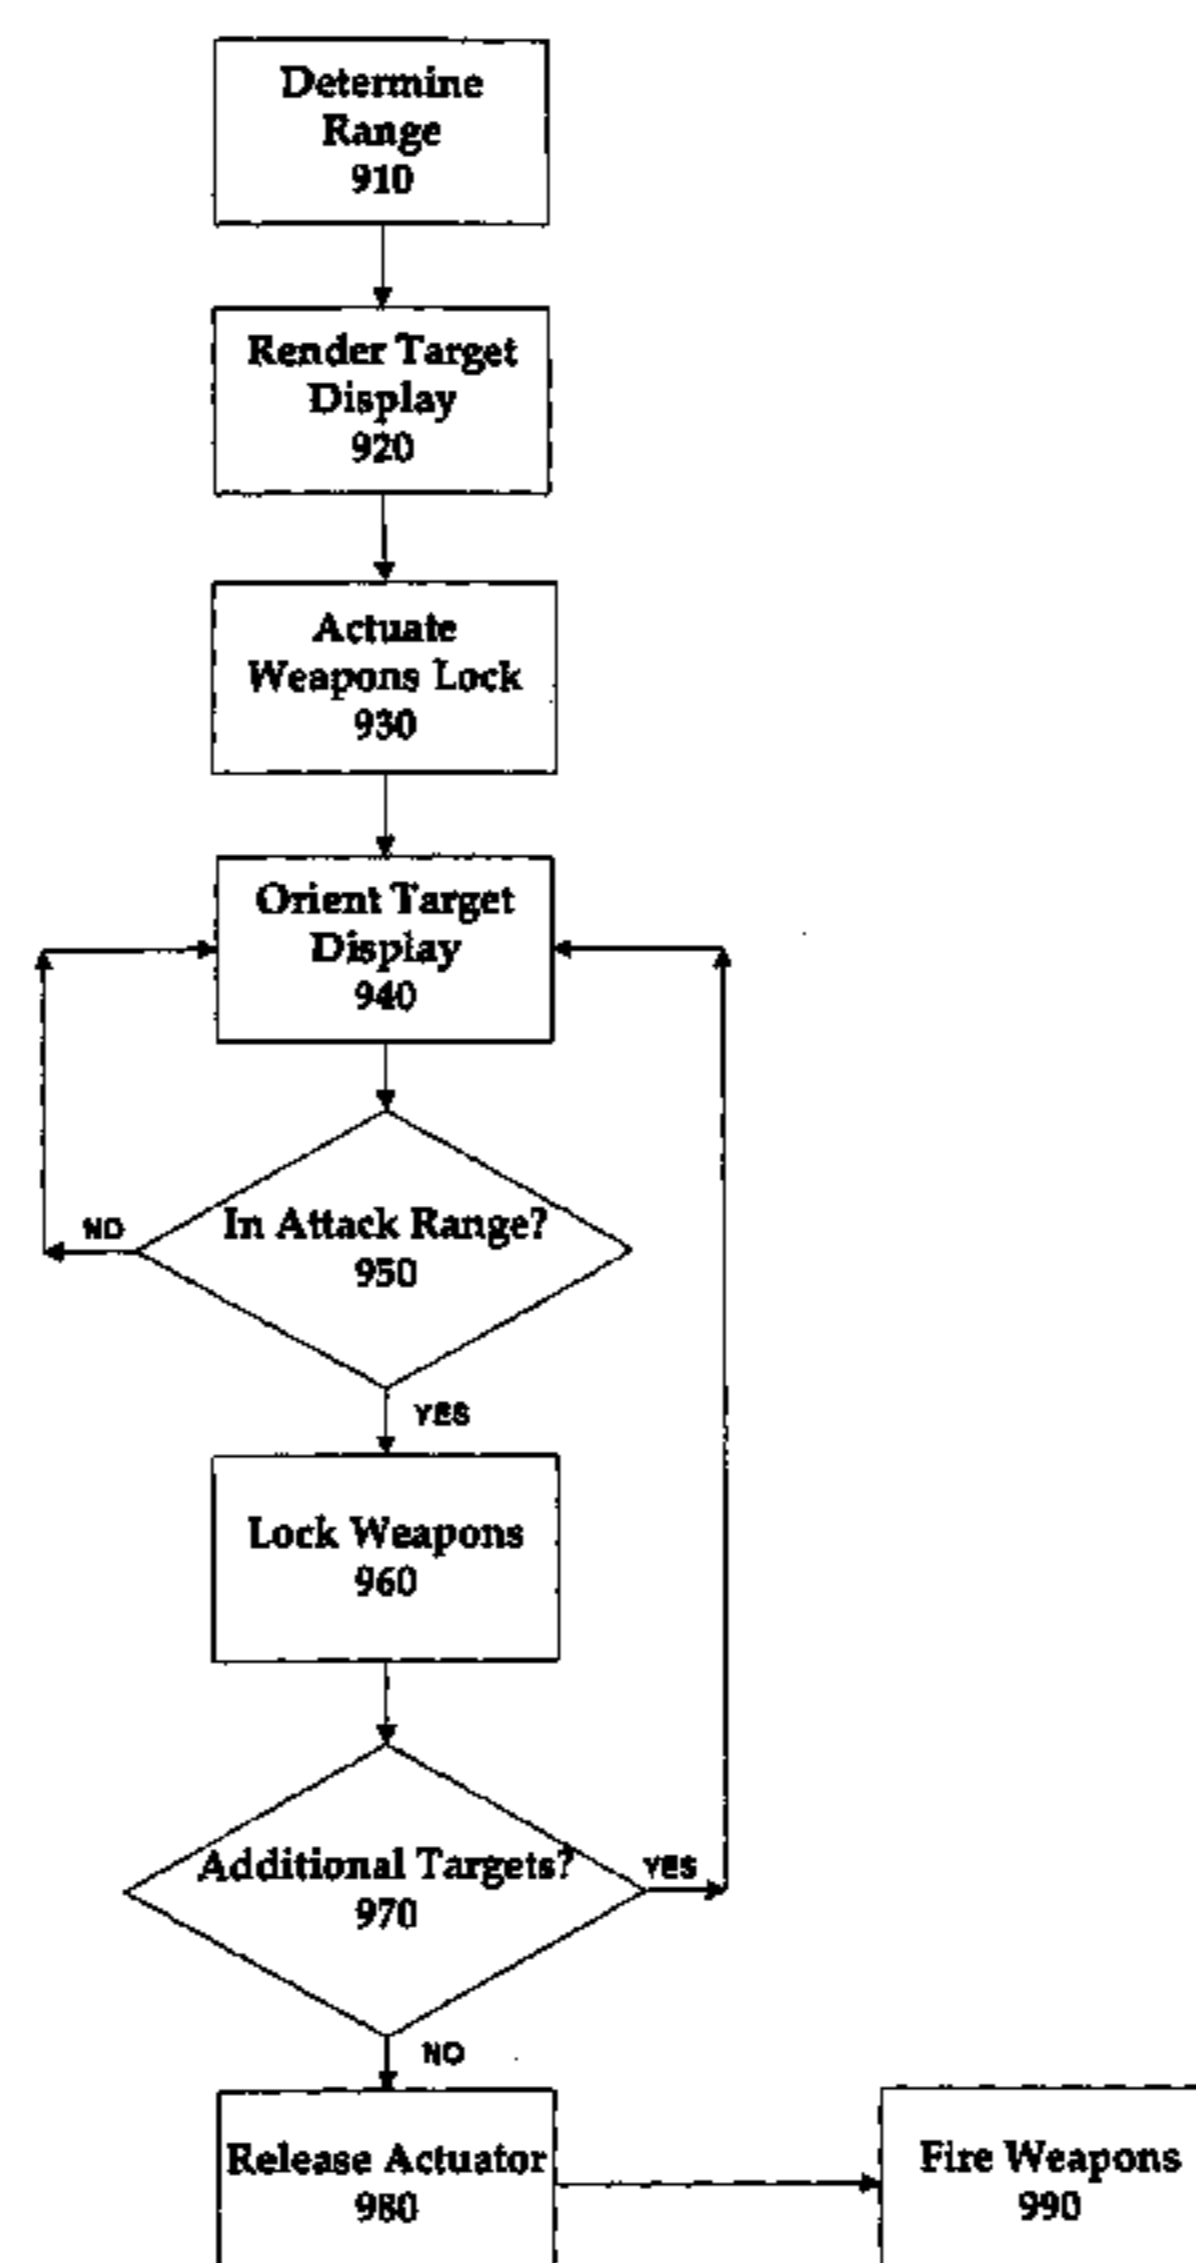 Determine
Range
910
Render Target
Display
920
Actuate
Weapons Lock
930
Orient Target
Display
940
In Attack Range?
950
NO
YES
Lock Weapons
960
Additional Targets?
970
YES
NO
Release Actuator
980
Fire Weapons
990